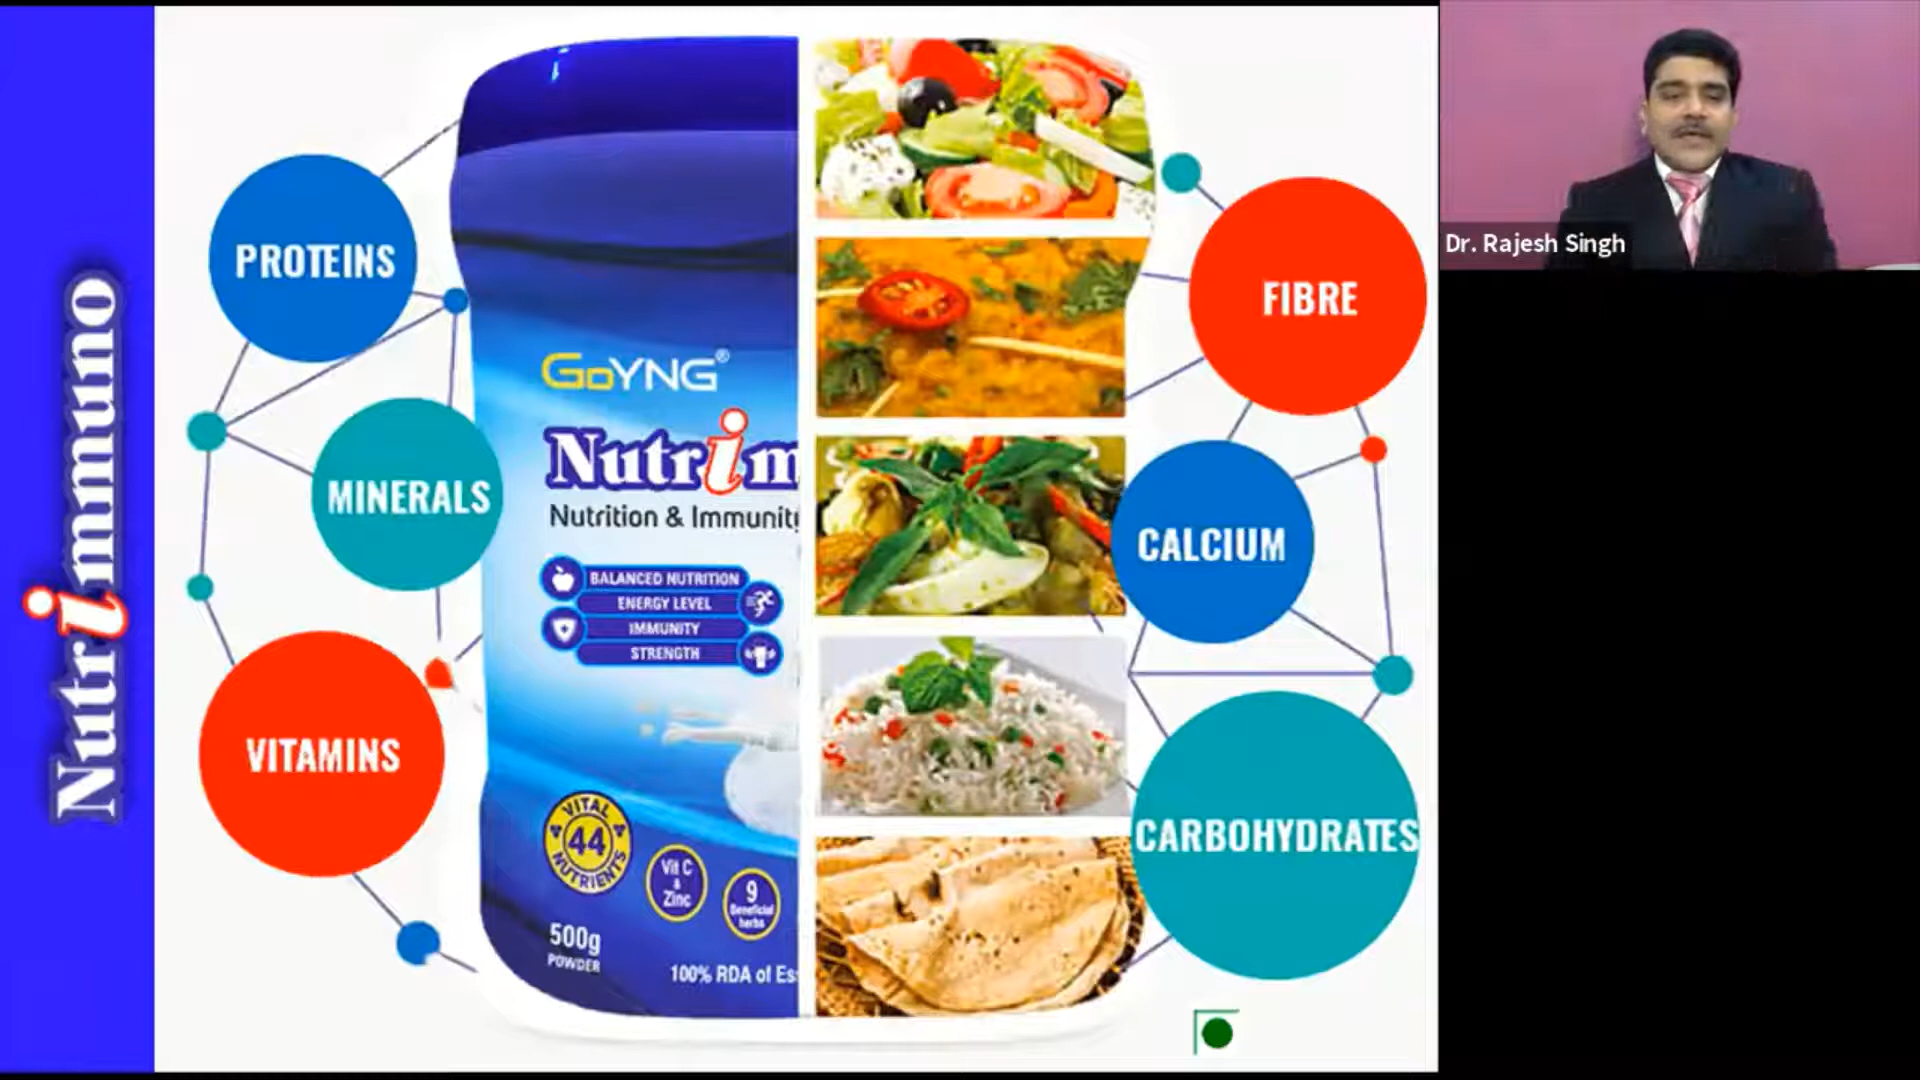 Nutrimmuno
PROTEINS
MINERALS
VITAMINS
GoYNG®
Nutrim
Nutrition & Immunity
BALANCED NUTRITION
ENERGY LEVEL
IMMUNITY
STRENGTH
VITAL
44
NUTRIENTS
Vit C
&
Zinc
9
Beneficial
herbs
500g
POWDER
100% RDA of Es
FIBRE
CALCIUM
CARBOHYDRATES
Dr. Rajesh Singh